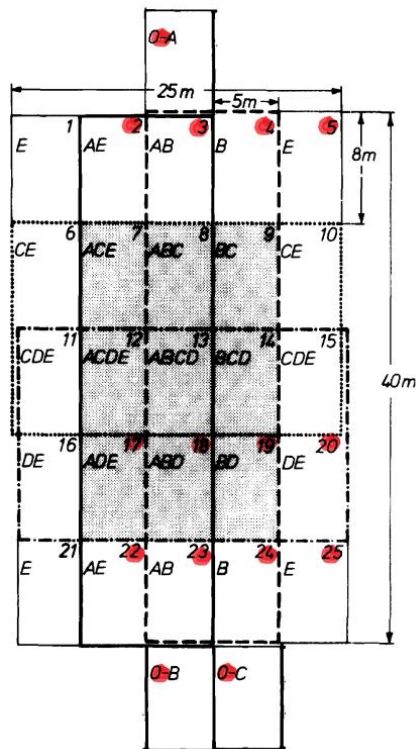 0-A
25m
5m
1 2 3 4 5
E AE AB B E
8m
6 7 8 9 10
CE ACE ABC BC CE
11 12 13 14 15
CDE ACDE ABCD BCD CDE
40m
16 17 18 19 20
DE ADE ABD BD DE
21 22 23 24 25
E AE AB B E
0-B 0-C